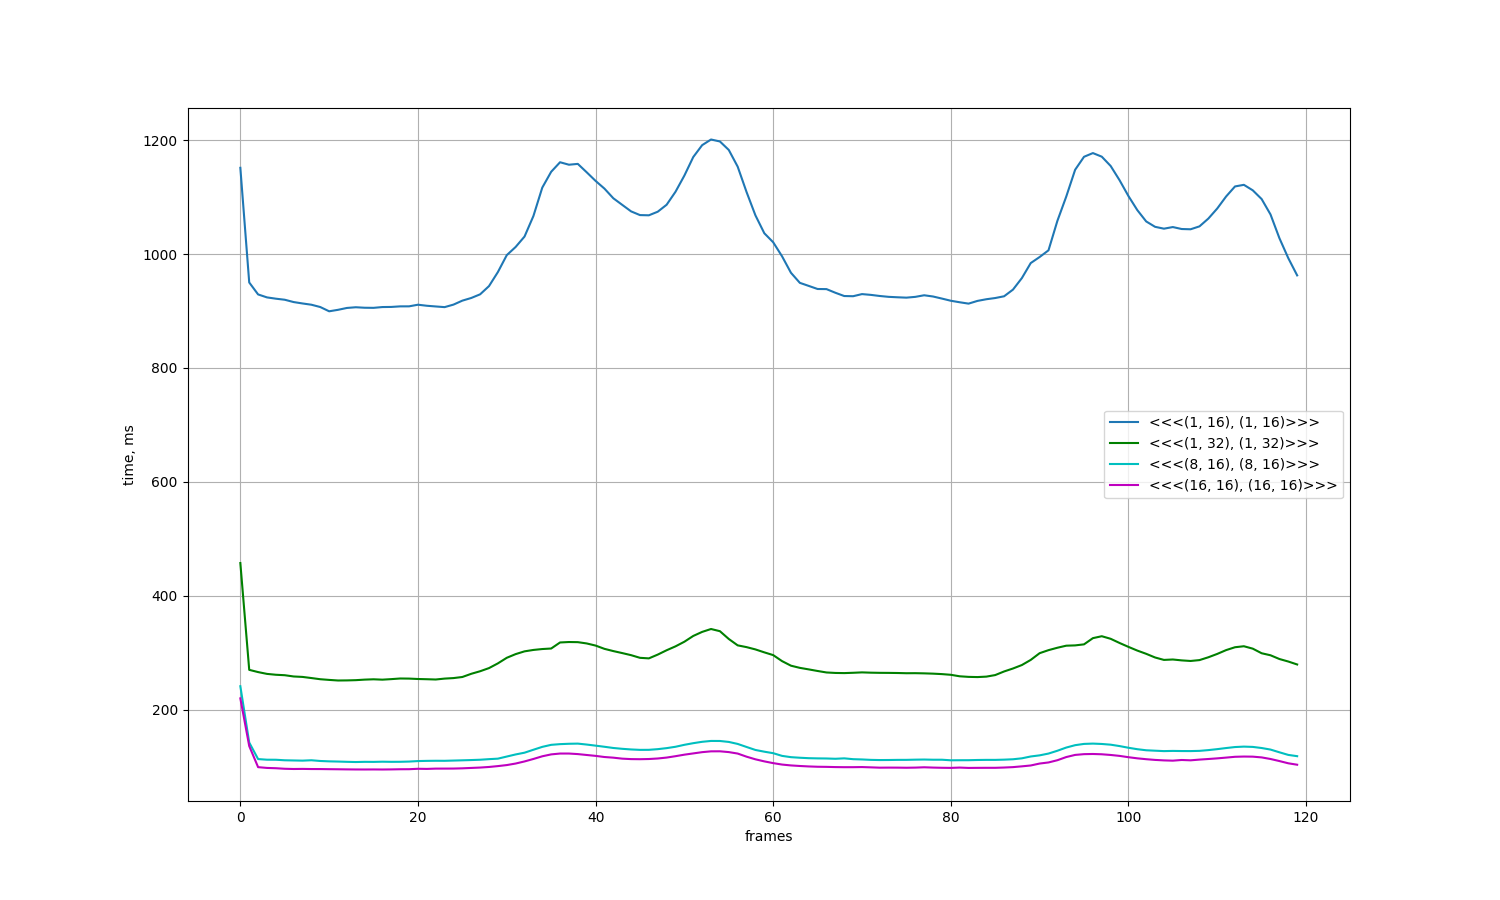 1200
1000
800
600
400
200
time, ms
<<<(1, 16), (1, 16)>>>
<<<(1, 32), (1, 32)>>>
<<<(8, 16), (8, 16)>>>
<<<(16, 16), (16, 16)>>>
0 20 40 60 80 100 120
frames